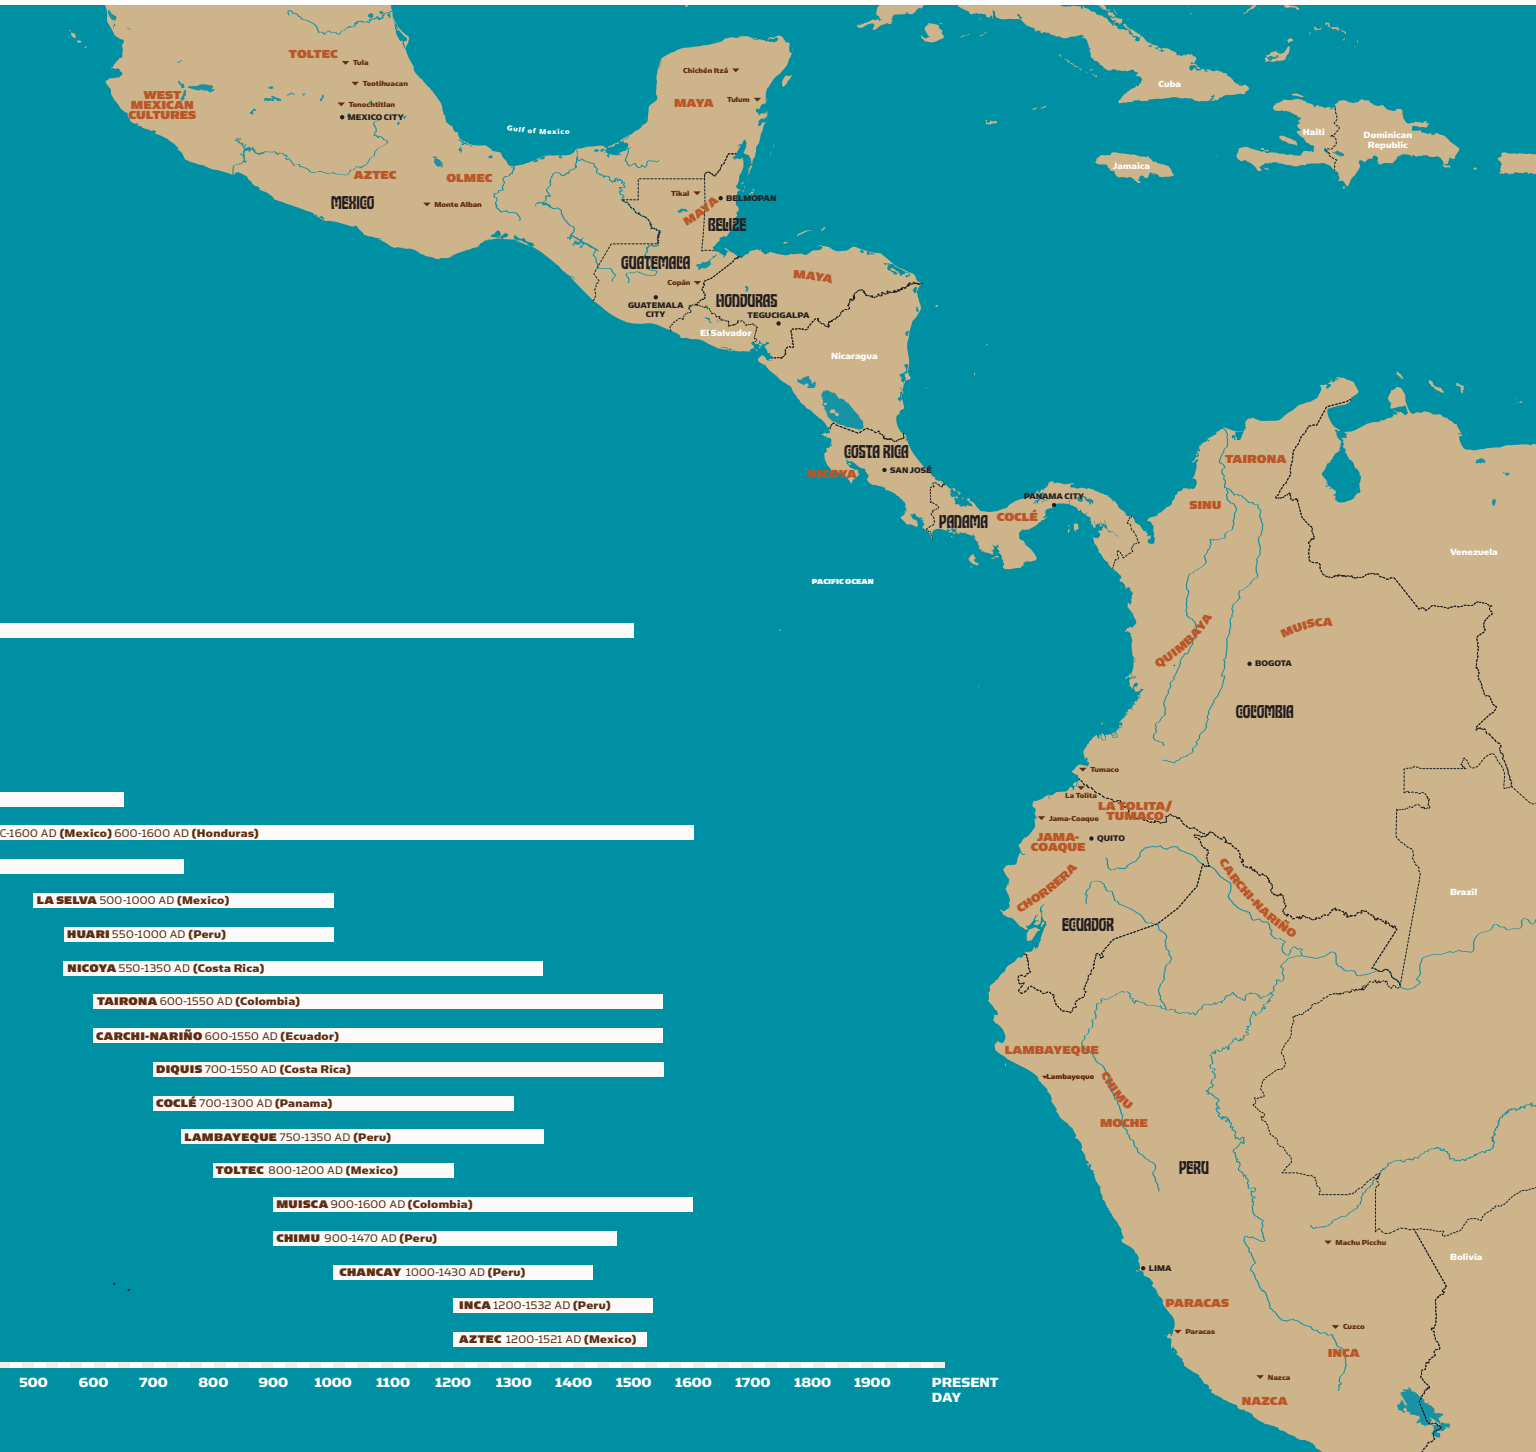 TOLTEC
Tula
Teotihuacan
WEST
MEXICAN
CULTURES
Tenochtitlan
MEXICO CITY
Chichén Itzá
MAYA
Tulum
Gulf of Mexico
Cuba
Haiti
Dominican
Republic
Jamaica
AZTEC
OLMEC
MEXICO
Monte Alban
Tikal
MAYA
BELMOPAN
BELIZE
GUATEMALA
MAYA
Copán
HONDURAS
GUATEMALA
CITY
TEGUCIGALPA
El Salvador
Nicaragua
COSTA RICA
NICOYA
SAN JOSÉ
PANAMA CITY
PANAMA
COCLÉ
TAIRONA
SINU
Venezuela
PACIFIC OCEAN
QUIMBAYA
MUISCA
BOGOTA
COLOMBIA
Tumaco
La Tolita
LA TOLITA/
TUMACO
Jama-Coaque
JAMA-
COAQUE
QUITO
CHORRERA
CARCHI-NARIÑO
Brazil
ECUADOR
LAMBAYEQUE
Lambayeque
CHIMU
MOCHE
PERU
Machu Picchu
Bolivia
LIMA
PARACAS
Paracas
Cuzco
INCA
Nazca
NAZCA
C-1600 AD (Mexico) 600-1600 AD (Honduras)
LA SELVA 500-1000 AD (Mexico)
HUARI 550-1000 AD (Peru)
NICOYA 550-1350 AD (Costa Rica)
TAIRONA 600-1550 AD (Colombia)
CARCHI-NARIÑO 600-1550 AD (Ecuador)
DIQUIS 700-1550 AD (Costa Rica)
COCLÉ 700-1300 AD (Panama)
LAMBAYEQUE 750-1350 AD (Peru)
TOLTEC 800-1200 AD (Mexico)
MUISCA 900-1600 AD (Colombia)
CHIMU 900-1470 AD (Peru)
CHANCAY 1000-1430 AD (Peru)
INCA 1200-1532 AD (Peru)
AZTEC 1200-1521 AD (Mexico)
500 600 700 800 900 1000 1100 1200 1300 1400 1500 1600 1700 1800 1900 PRESENT
DAY